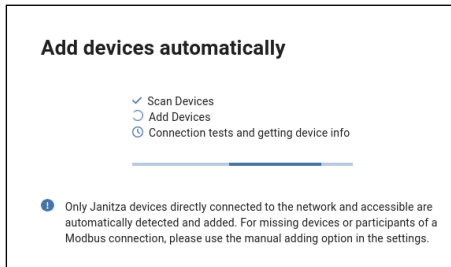 Add devices automatically
Scan Devices
Add Devices
Connection tests and getting device info
Only Janitza devices directly connected to the network and accessible are
automatically detected and added. For missing devices or participants of a
Modbus connection, please use the manual adding option in the settings.